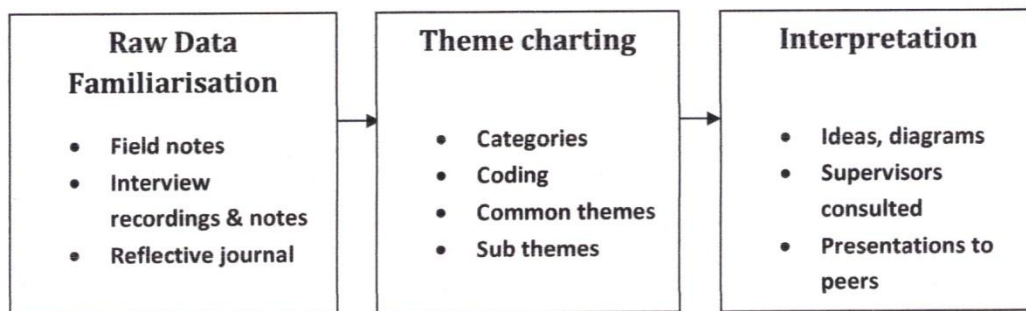 Raw Data
Familiarisation
• Field notes
• Interview
recordings & notes
• Reflective journal
Theme charting
• Categories
• Coding
• Common themes
• Sub themes
Interpretation
• Ideas, diagrams
• Supervisors
consulted
• Presentations to
peers